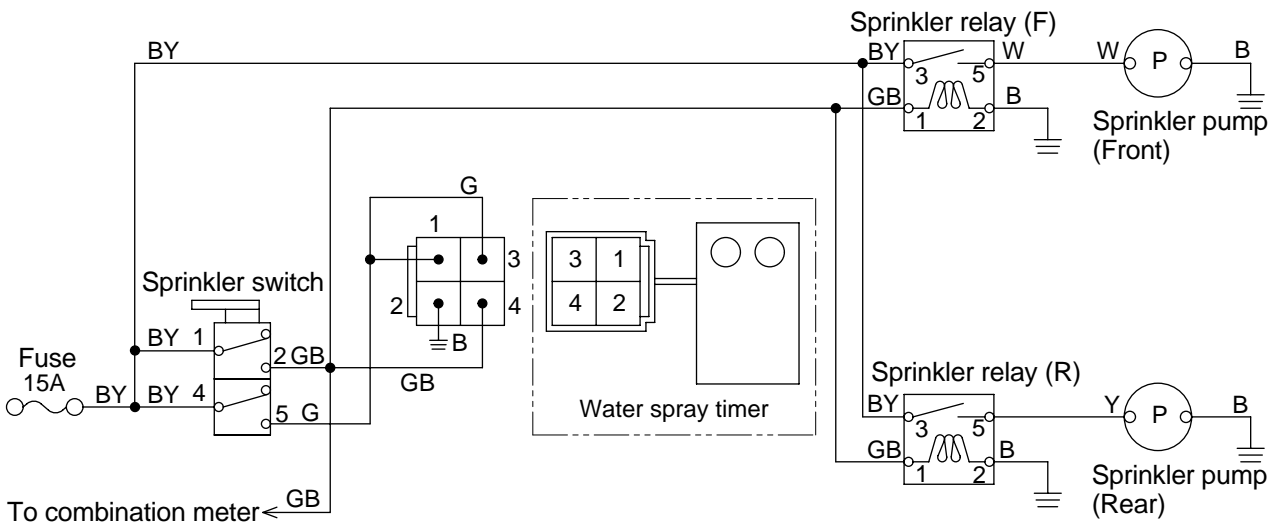 Sprinkler relay (F)
BY
BY
W
W
P
B
3
5
GB
B
1
2
Sprinkler pump
(Front)
G
1
3
2
4
B
3
1
4
2
Sprinkler switch
BY
1
2
GB
GB
Fuse
15A
BY
BY
4
5
G
Water spray timer
Sprinkler relay (R)
BY
Y
P
B
3
5
GB
B
1
2
Sprinkler pump
(Rear)
GB
To combination meter